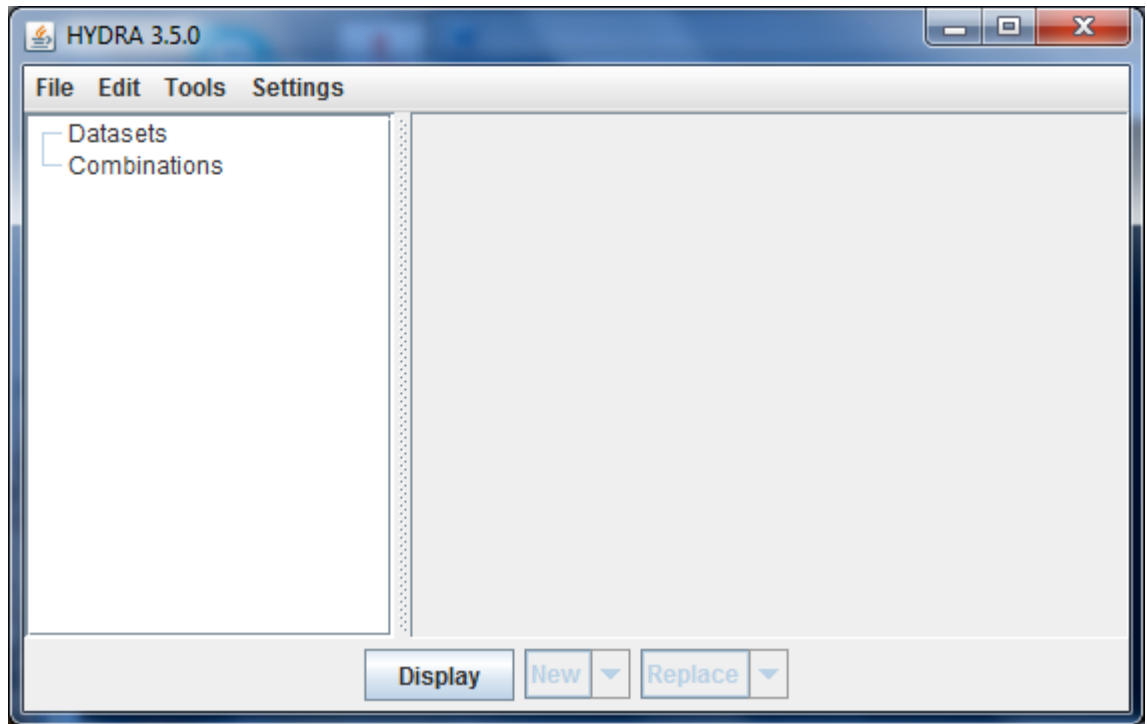 HYDRA 3.5.0
File Edit Tools Settings
Datasets
Combinations
Display New Replace